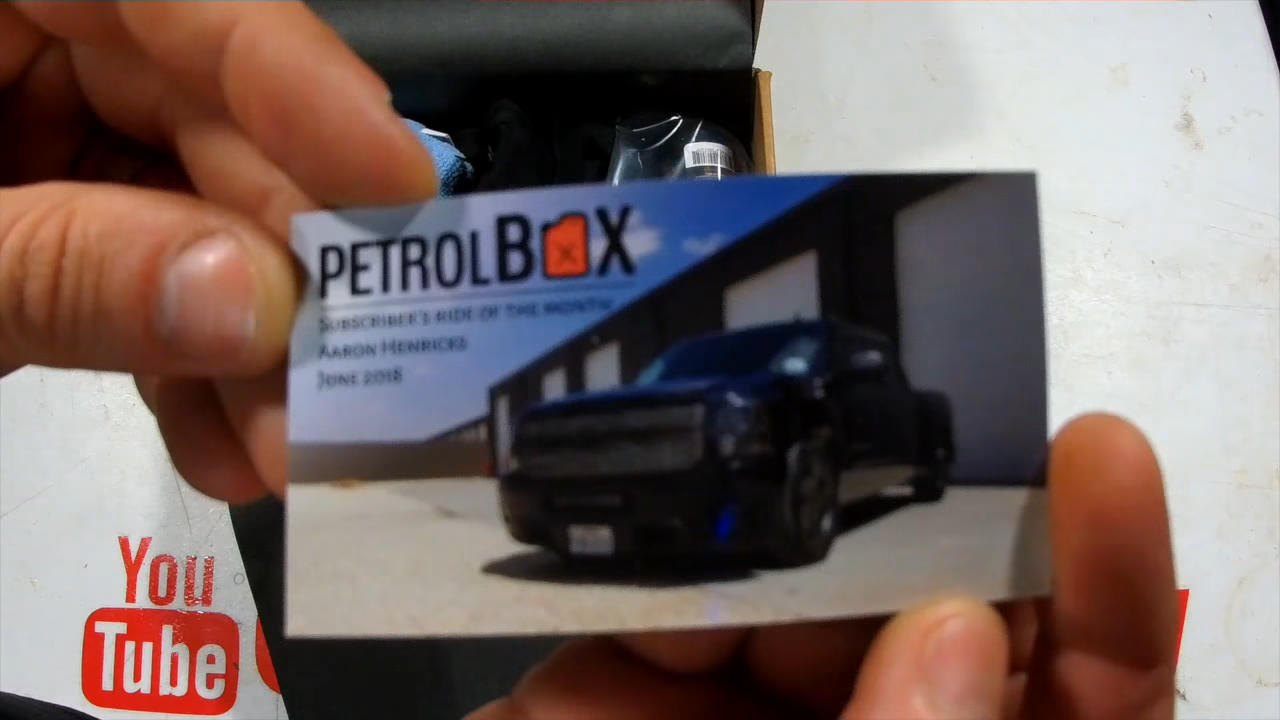 PETROLBOX
SUBSCRIBER'S RIDE OF THE MONTH
AARON HENRICKS
JUNE 2018
You
Tube